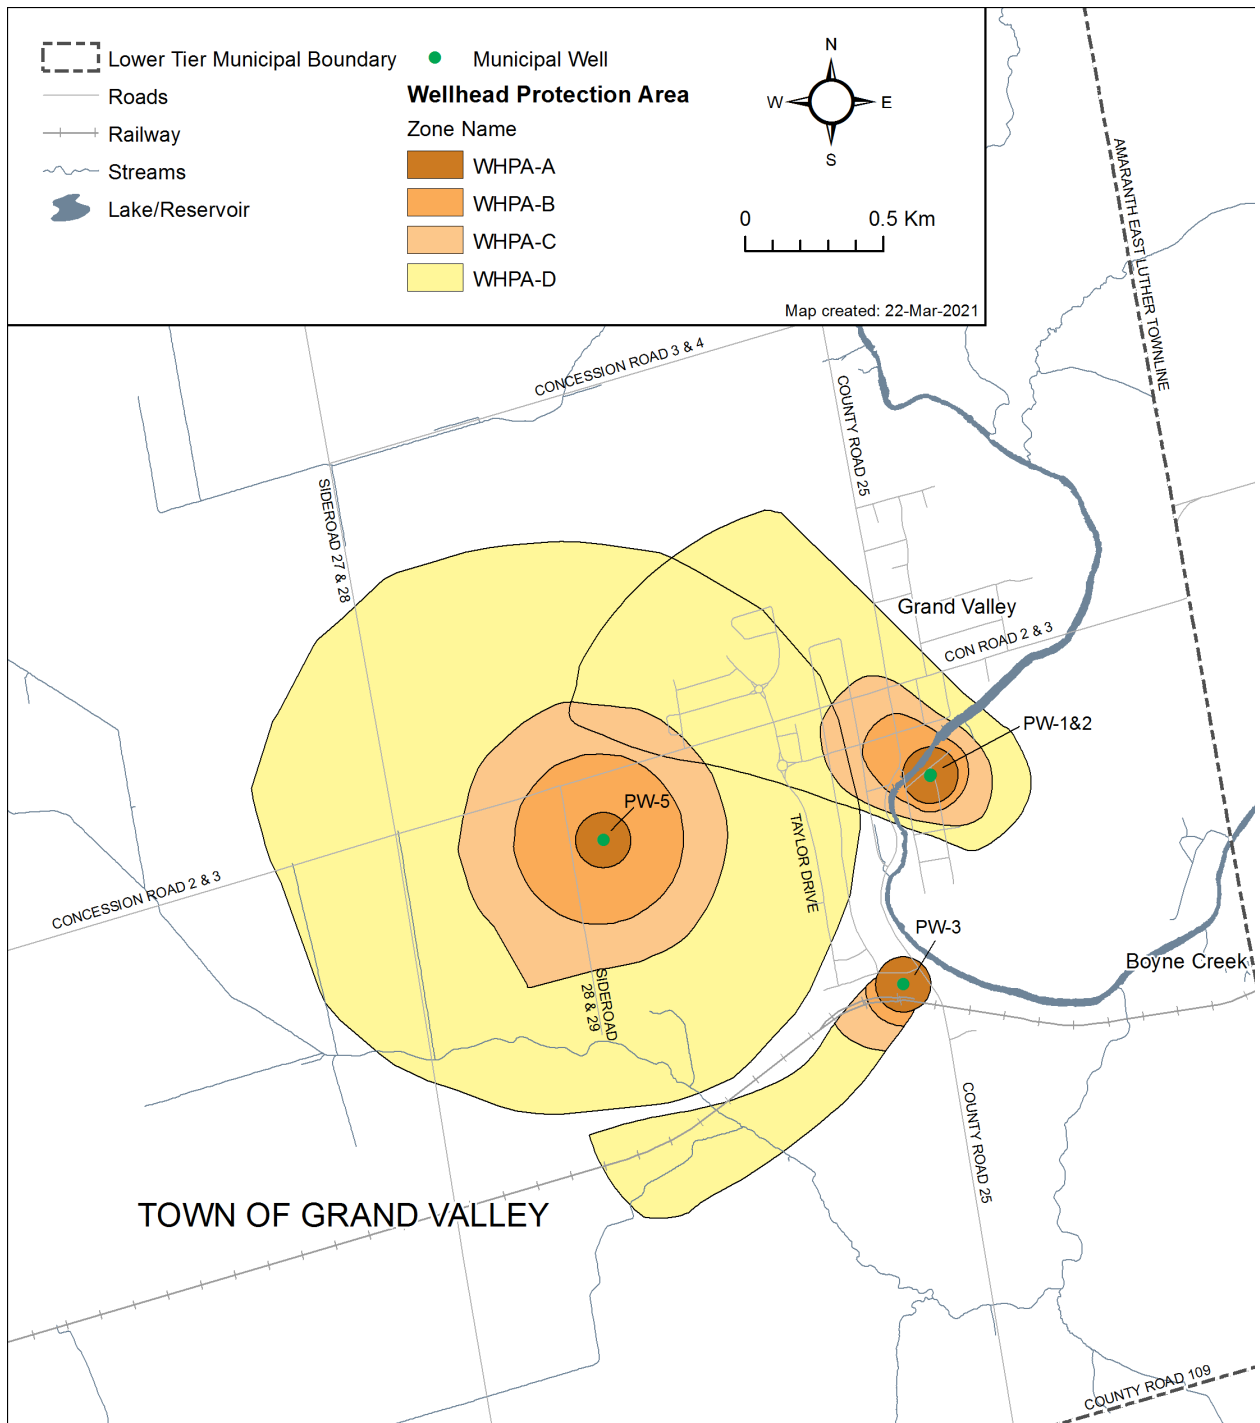 Lower Tier Municipal Boundary
Roads
Railway
Streams
Lake/Reservoir
Municipal Well
Wellhead Protection Area
Zone Name
WHPA-A
WHPA-B
WHPA-C
WHPA-D
N
W
E
S
0
0.5 Km
Map created: 22-Mar-2021
AMARANTH EAST LUTHER TOWNLINE
CONCESSION ROAD 3 & 4
COUNTY ROAD 25
SIDEROAD 27 & 28
Grand Valley
CON ROAD 2 & 3
PW-1&2
PW-5
TAYLOR DRIVE
CONCESSION ROAD 2 & 3
PW-3
Boyne Creek
SIDEROAD
28 & 29
COUNTY ROAD 25
TOWN OF GRAND VALLEY
COUNTY ROAD 109